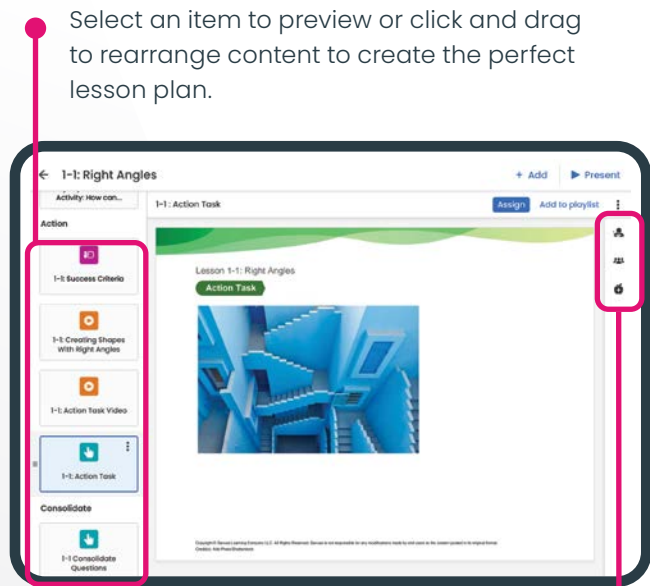 Select an item to preview or click and drag
to rearrange content to create the perfect
lesson plan.
← 1-1: Right Angles
+ Add
Present
Activity: How can...
1-1: Action Task
Assign
Add to playlist
Action
1-1: Success Criteria
1-1: Creating Shapes
With Right Angles
1-1: Action Task Video
1-1: Action Task
Consolidate
1-1 Consolidate
Questions
Lesson 1-1: Right Angles
Action Task